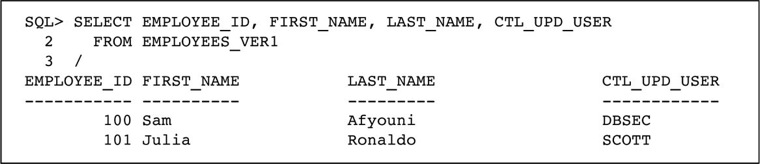 SQL> SELECT EMPLOYEE_ID, FIRST_NAME, LAST_NAME, CTL_UPD_USER
  2    FROM EMPLOYEES_VER1
  3  /
EMPLOYEE_ID FIRST_NAME           LAST_NAME                 CTL_UPD_USER
----------- ----------           ---------                 ------------
        100 Sam                  Afyouni                   DBSEC
        101 Julia                Ronaldo                   SCOTT